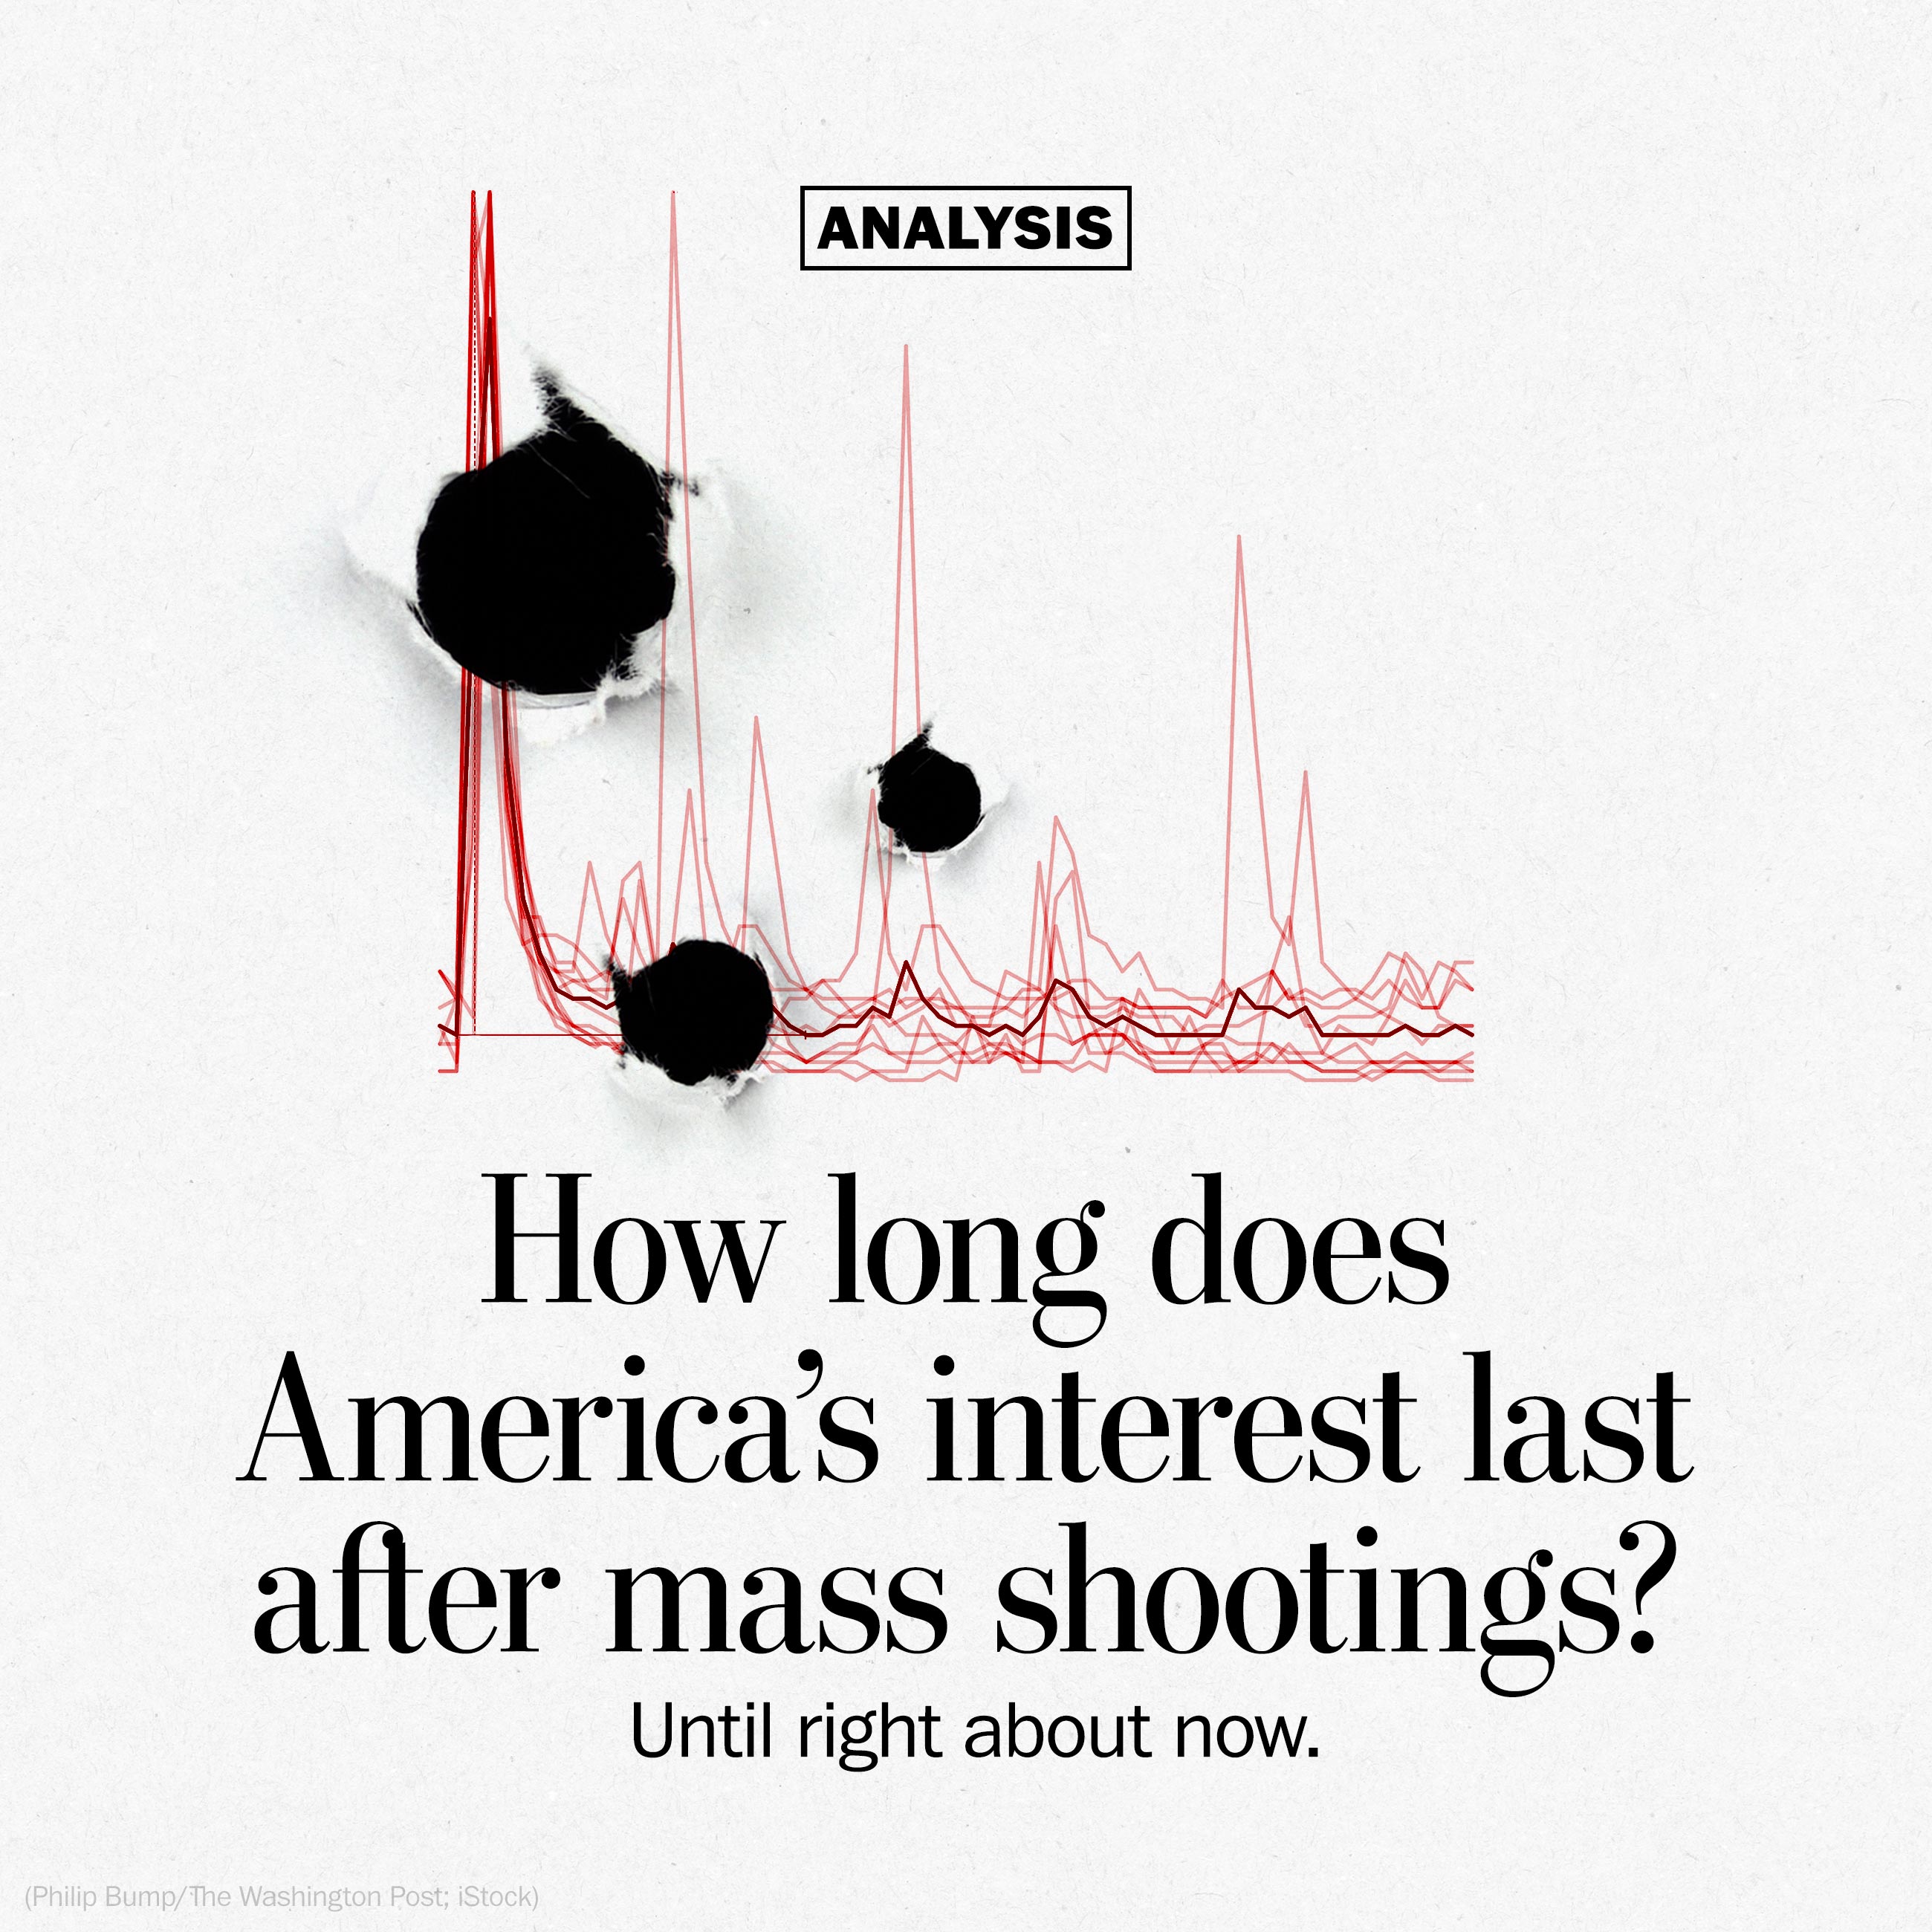 ANALYSIS
How long does
America’s interest last
after mass shootings?
Until right about now.
(Philip Bump/The Washington Post; iStock)